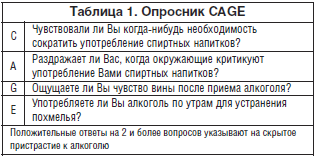 Таблица 1. Опросник CAGE
C Чувствовали ли Вы когда-нибудь необходимость
сократить употребление спиртных напитков?
A Раздражает ли Вас, когда окружающие критикуют
употребление Вами спиртных напитков?
G Ощущаете ли Вы чувство вины после приема алкоголя?
E Употребляете ли Вы алкоголь по утрам для устранения
похмелья?
Положительные ответы на 2 и более вопросов указывают на скрытое
пристрастие к алкоголю